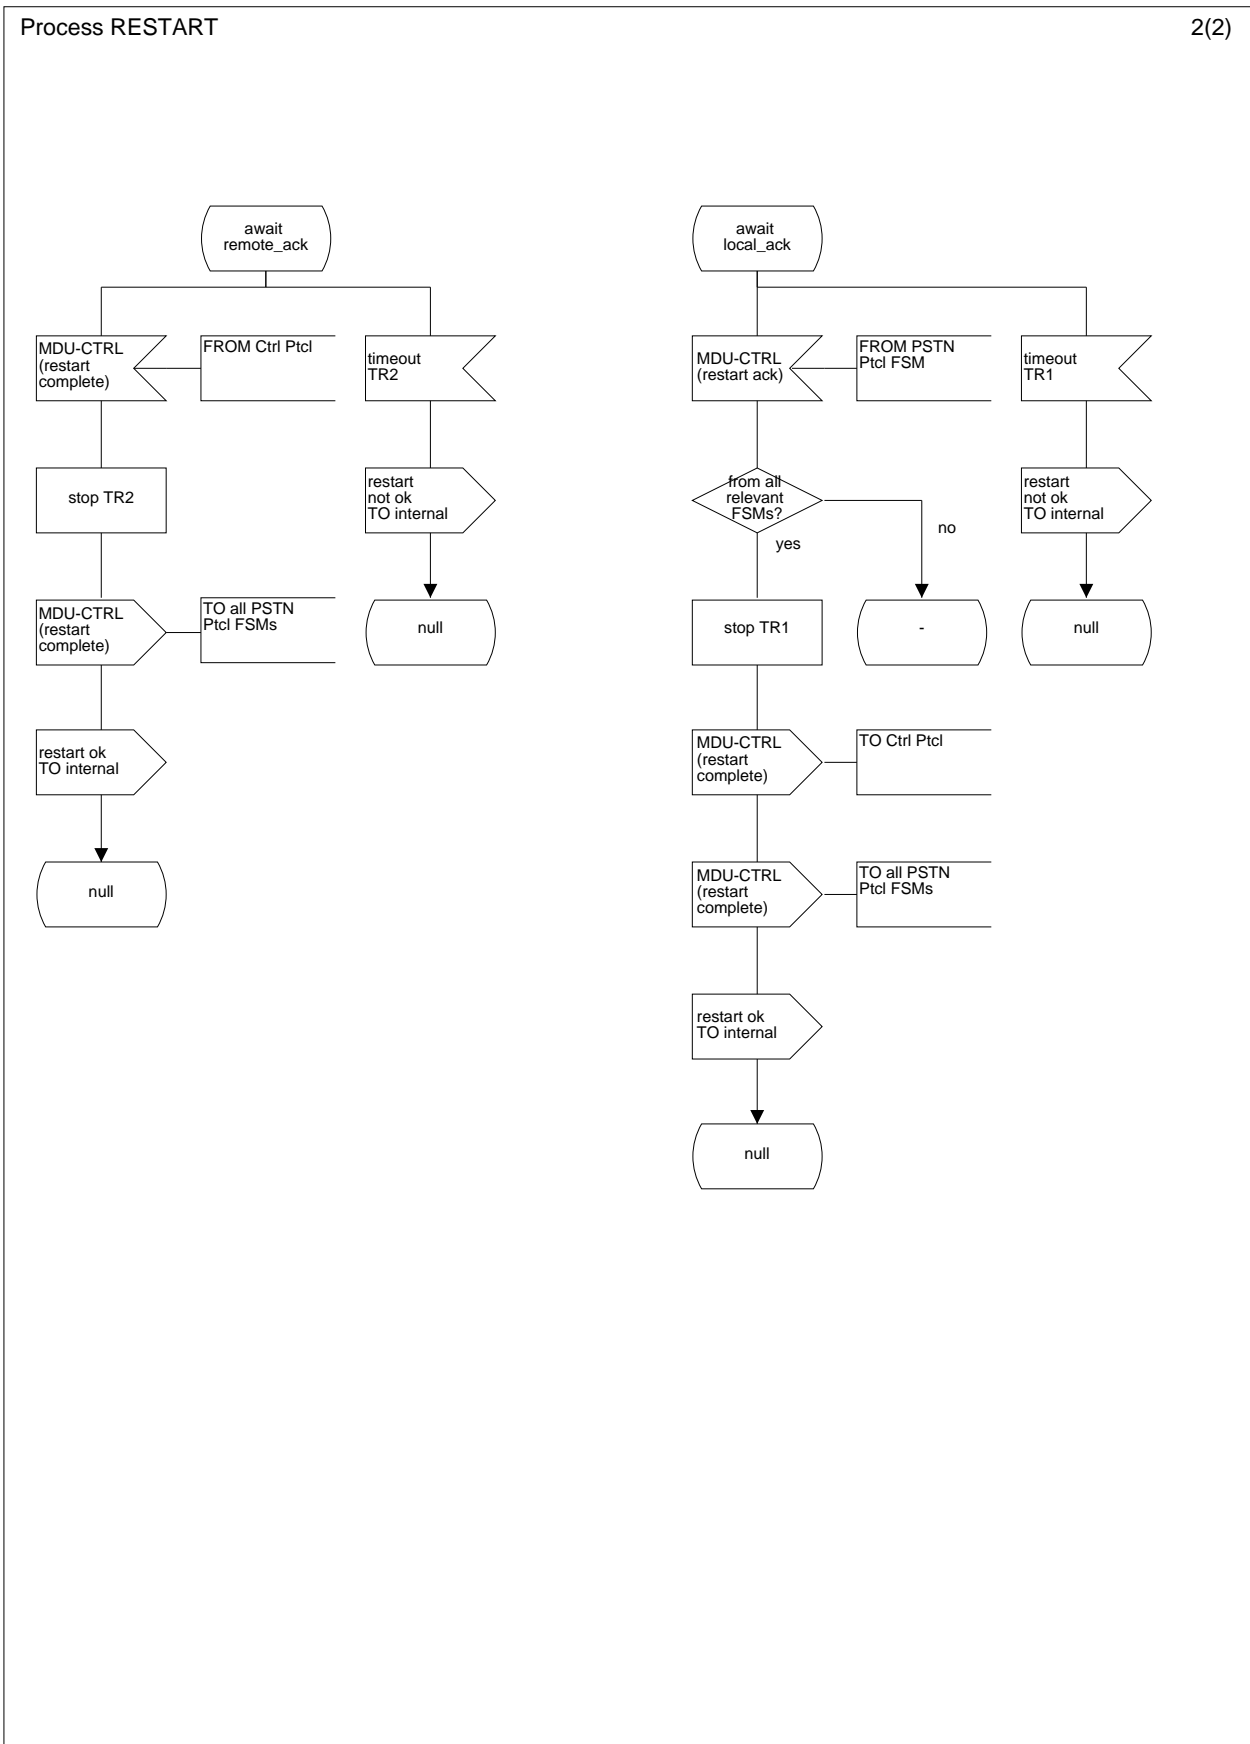 Process RESTART
2(2)
await
remote_ack
MDU-CTRL
(restart
complete)
FROM Ctrl Ptcl
timeout
TR2
stop TR2
restart
not ok
TO internal
MDU-CTRL
(restart
complete)
TO all PSTN
Ptcl FSMs
null
restart ok
TO internal
null
await
local_ack
MDU-CTRL
(restart ack)
FROM PSTN
Ptcl FSM
timeout
TR1
from all
relevant
FSMs?
no
yes
restart
not ok
TO internal
stop TR1
-
null
MDU-CTRL
(restart
complete)
TO Ctrl Ptcl
MDU-CTRL
(restart
complete)
TO all PSTN
Ptcl FSMs
restart ok
TO internal
null